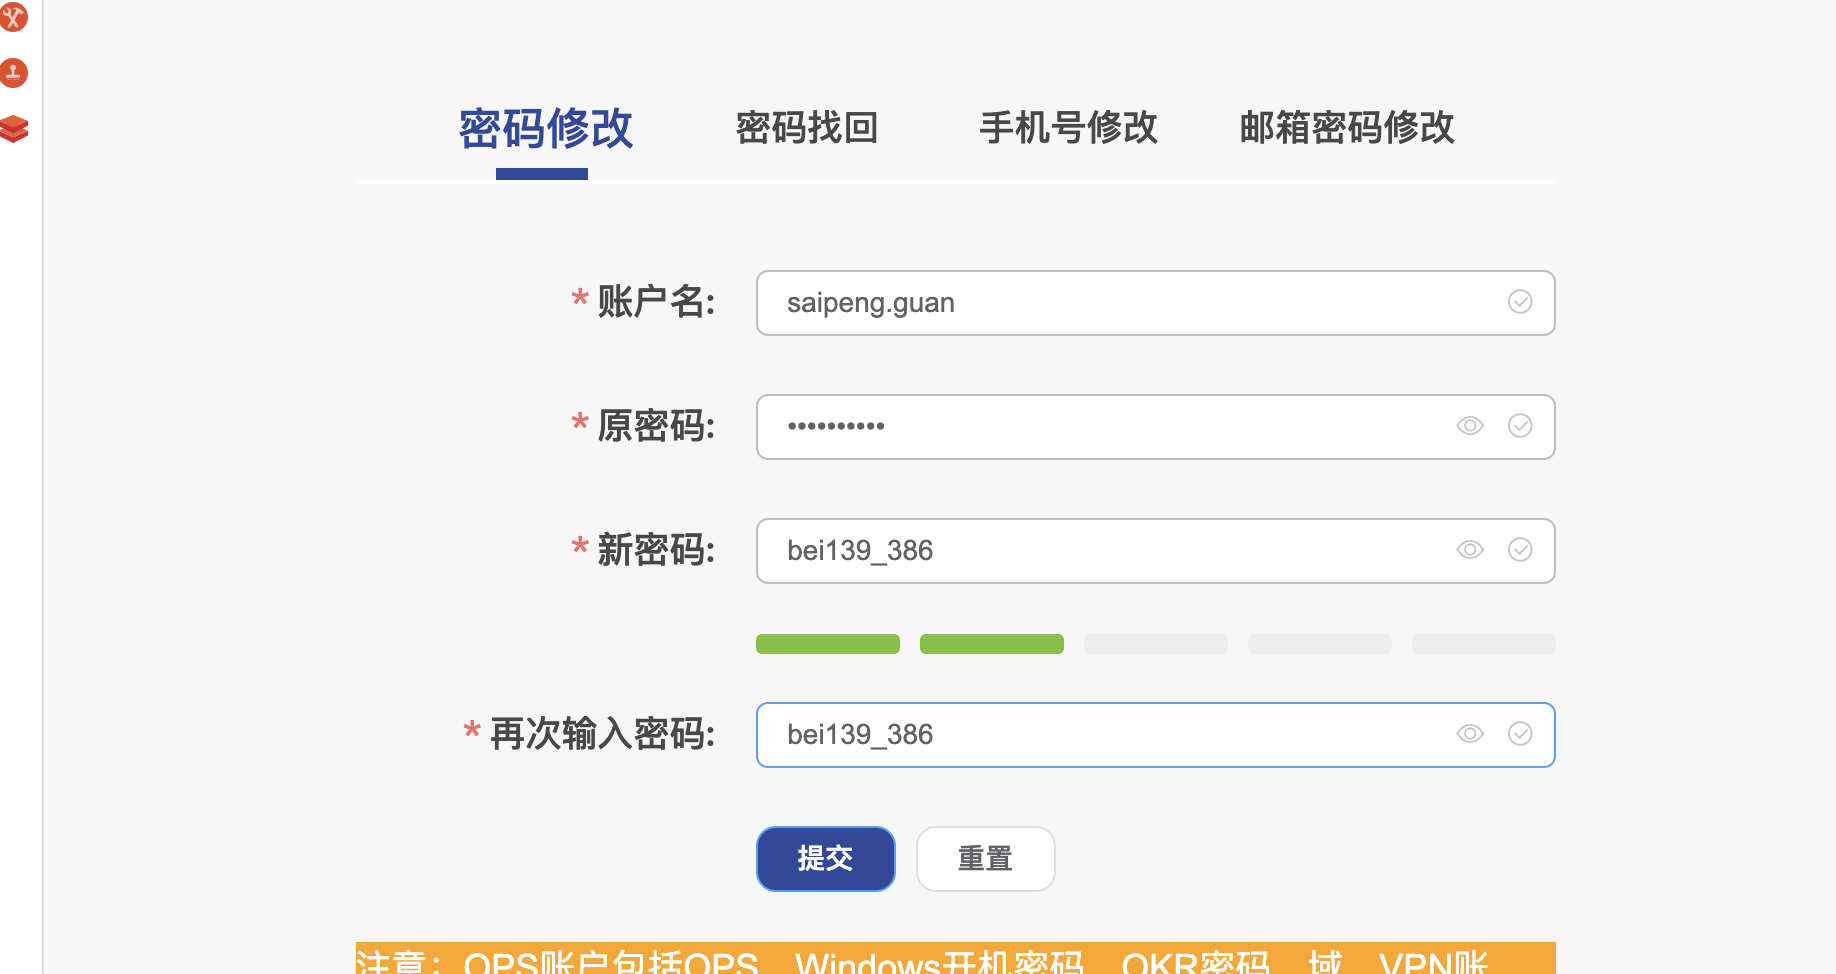 密码修改 密码找回 手机号修改 邮箱密码修改
* 账户名: saipeng.guan
* 原密码: ••••••••••
* 新密码: bei139_386
* 再次输入密码: bei139_386
提交 重置
注意：OPS账户包括OPS、Windows开机密码、OKR密码、域、VPN账